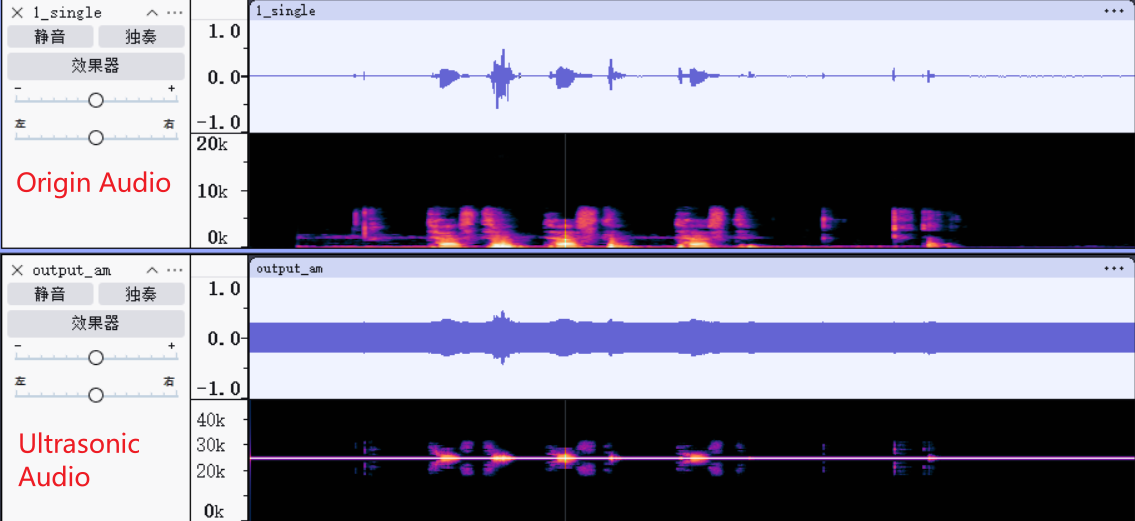 1_single
静音 独奏
效果器
- +
左 右
Origin Audio
1.0
0.0
-1.0
20k
10k
0k
1_single
output_am
静音 独奏
效果器
- +
左 右
Ultrasonic
Audio
1.0
0.0
-1.0
40k
30k
20k
0k
output_am